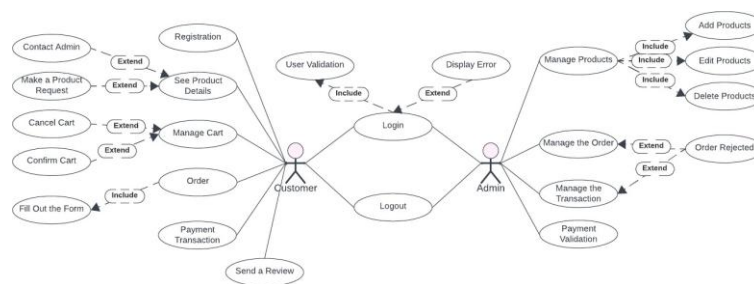 Contact Admin
Extend
Make a Product
Request
Extend
See Product
Details
Registration
Cancel Cart
Extend
Confirm Cart
Extend
Manage Cart
Order
Include
Fill Out the Form
Payment
Transaction
Send a Review
Customer
User Validation
Include
Display Error
Extend
Login
Logout
Admin
Manage Products
Include
Include
Include
Add Products
Edit Products
Delete Products
Manage the Order
Extend
Order Rejected
Extend
Manage the
Transaction
Payment
Validation